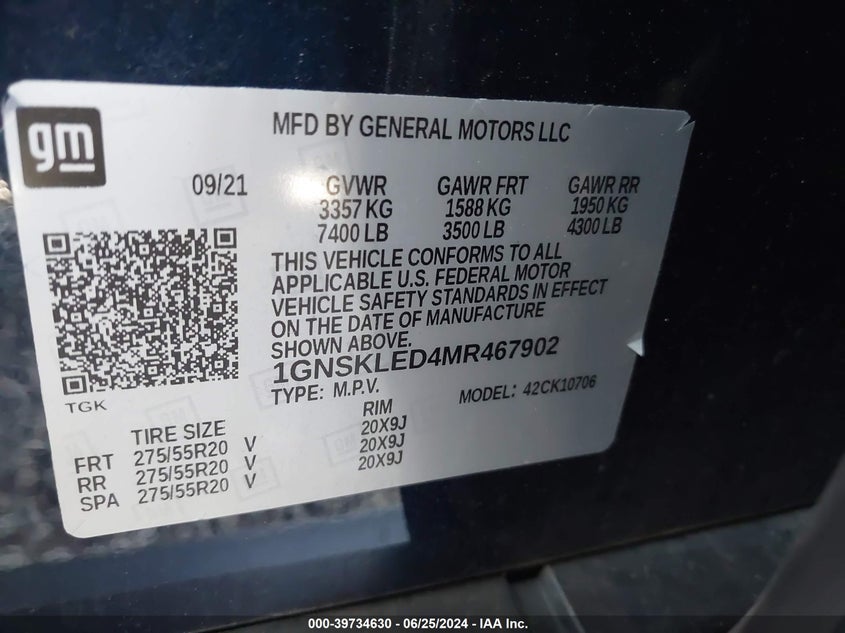 gm
MFD BY GENERAL MOTORS LLC
09/21 GVWR GAWR FRT GAWR RR
3357 KG 1588 KG 1950 KG
7400 LB 3500 LB 4300 LB
THIS VEHICLE CONFORMS TO ALL
APPLICABLE U.S. FEDERAL MOTOR
VEHICLE SAFETY STANDARDS IN EFFECT
ON THE DATE OF MANUFACTURE
SHOWN ABOVE.
1GNSKLED4MR467902
TYPE: M.P.V. MODEL: 42CK10706
TGK
TIRE SIZE RIM
FRT 275/55R20 V 20X9J
RR 275/55R20 V 20X9J
SPA 275/55R20 V 20X9J
000-39734630 - 06/25/2024 - IAA Inc.